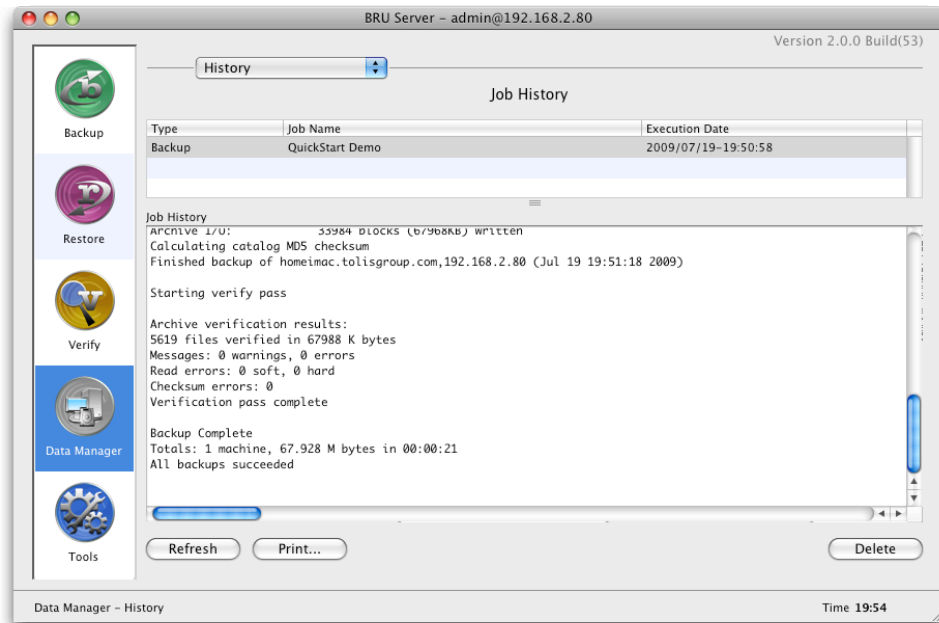 BRU Server – admin@192.168.2.80
Version 2.0.0 Build(53)
History
Job History
Backup
Restore
Verify
Data Manager
Tools
Type Job Name Execution Date
Backup QuickStart Demo 2009/07/19-19:50:58
Job History
Archive I/O: 33984 blocks (67968KB) written
Calculating catalog MD5 checksum
Finished backup of homeimac.tolisgroup.com,192.168.2.80 (Jul 19 19:51:18 2009)
Starting verify pass
Archive verification results:
5619 files verified in 67988 K bytes
Messages: 0 warnings, 0 errors
Read errors: 0 soft, 0 hard
Checksum errors: 0
Verification pass complete
Backup Complete
Totals: 1 machine, 67.928 M bytes in 00:00:21
All backups succeeded
Refresh Print... Delete
Data Manager – History Time 19:54